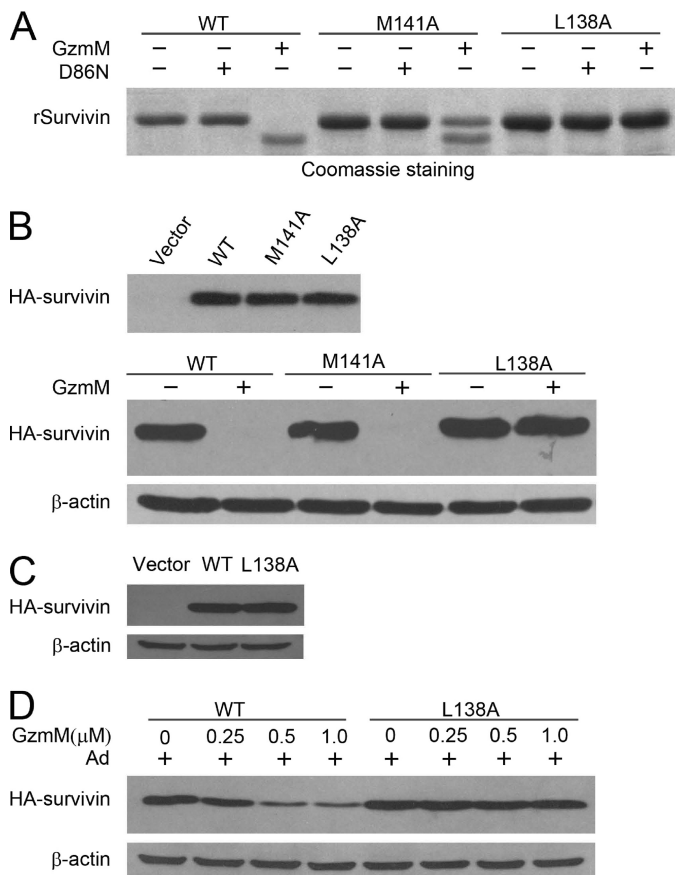 A
WT M141A L138A
GzmM − − + − − + − − +
D86N − + − + − +
rSurvivin
Coomassie staining
B
Vector WT M141A L138A
HA-survivin
WT M141A L138A
GzmM − + − + − +
HA-survivin
β-actin
C
Vector WT L138A
HA-survivin
β-actin
D
WT L138A
GzmM(μM) 0 0.25 0.5 1.0 0 0.25 0.5 1.0
Ad + + + + + + + +
HA-survivin
β-actin